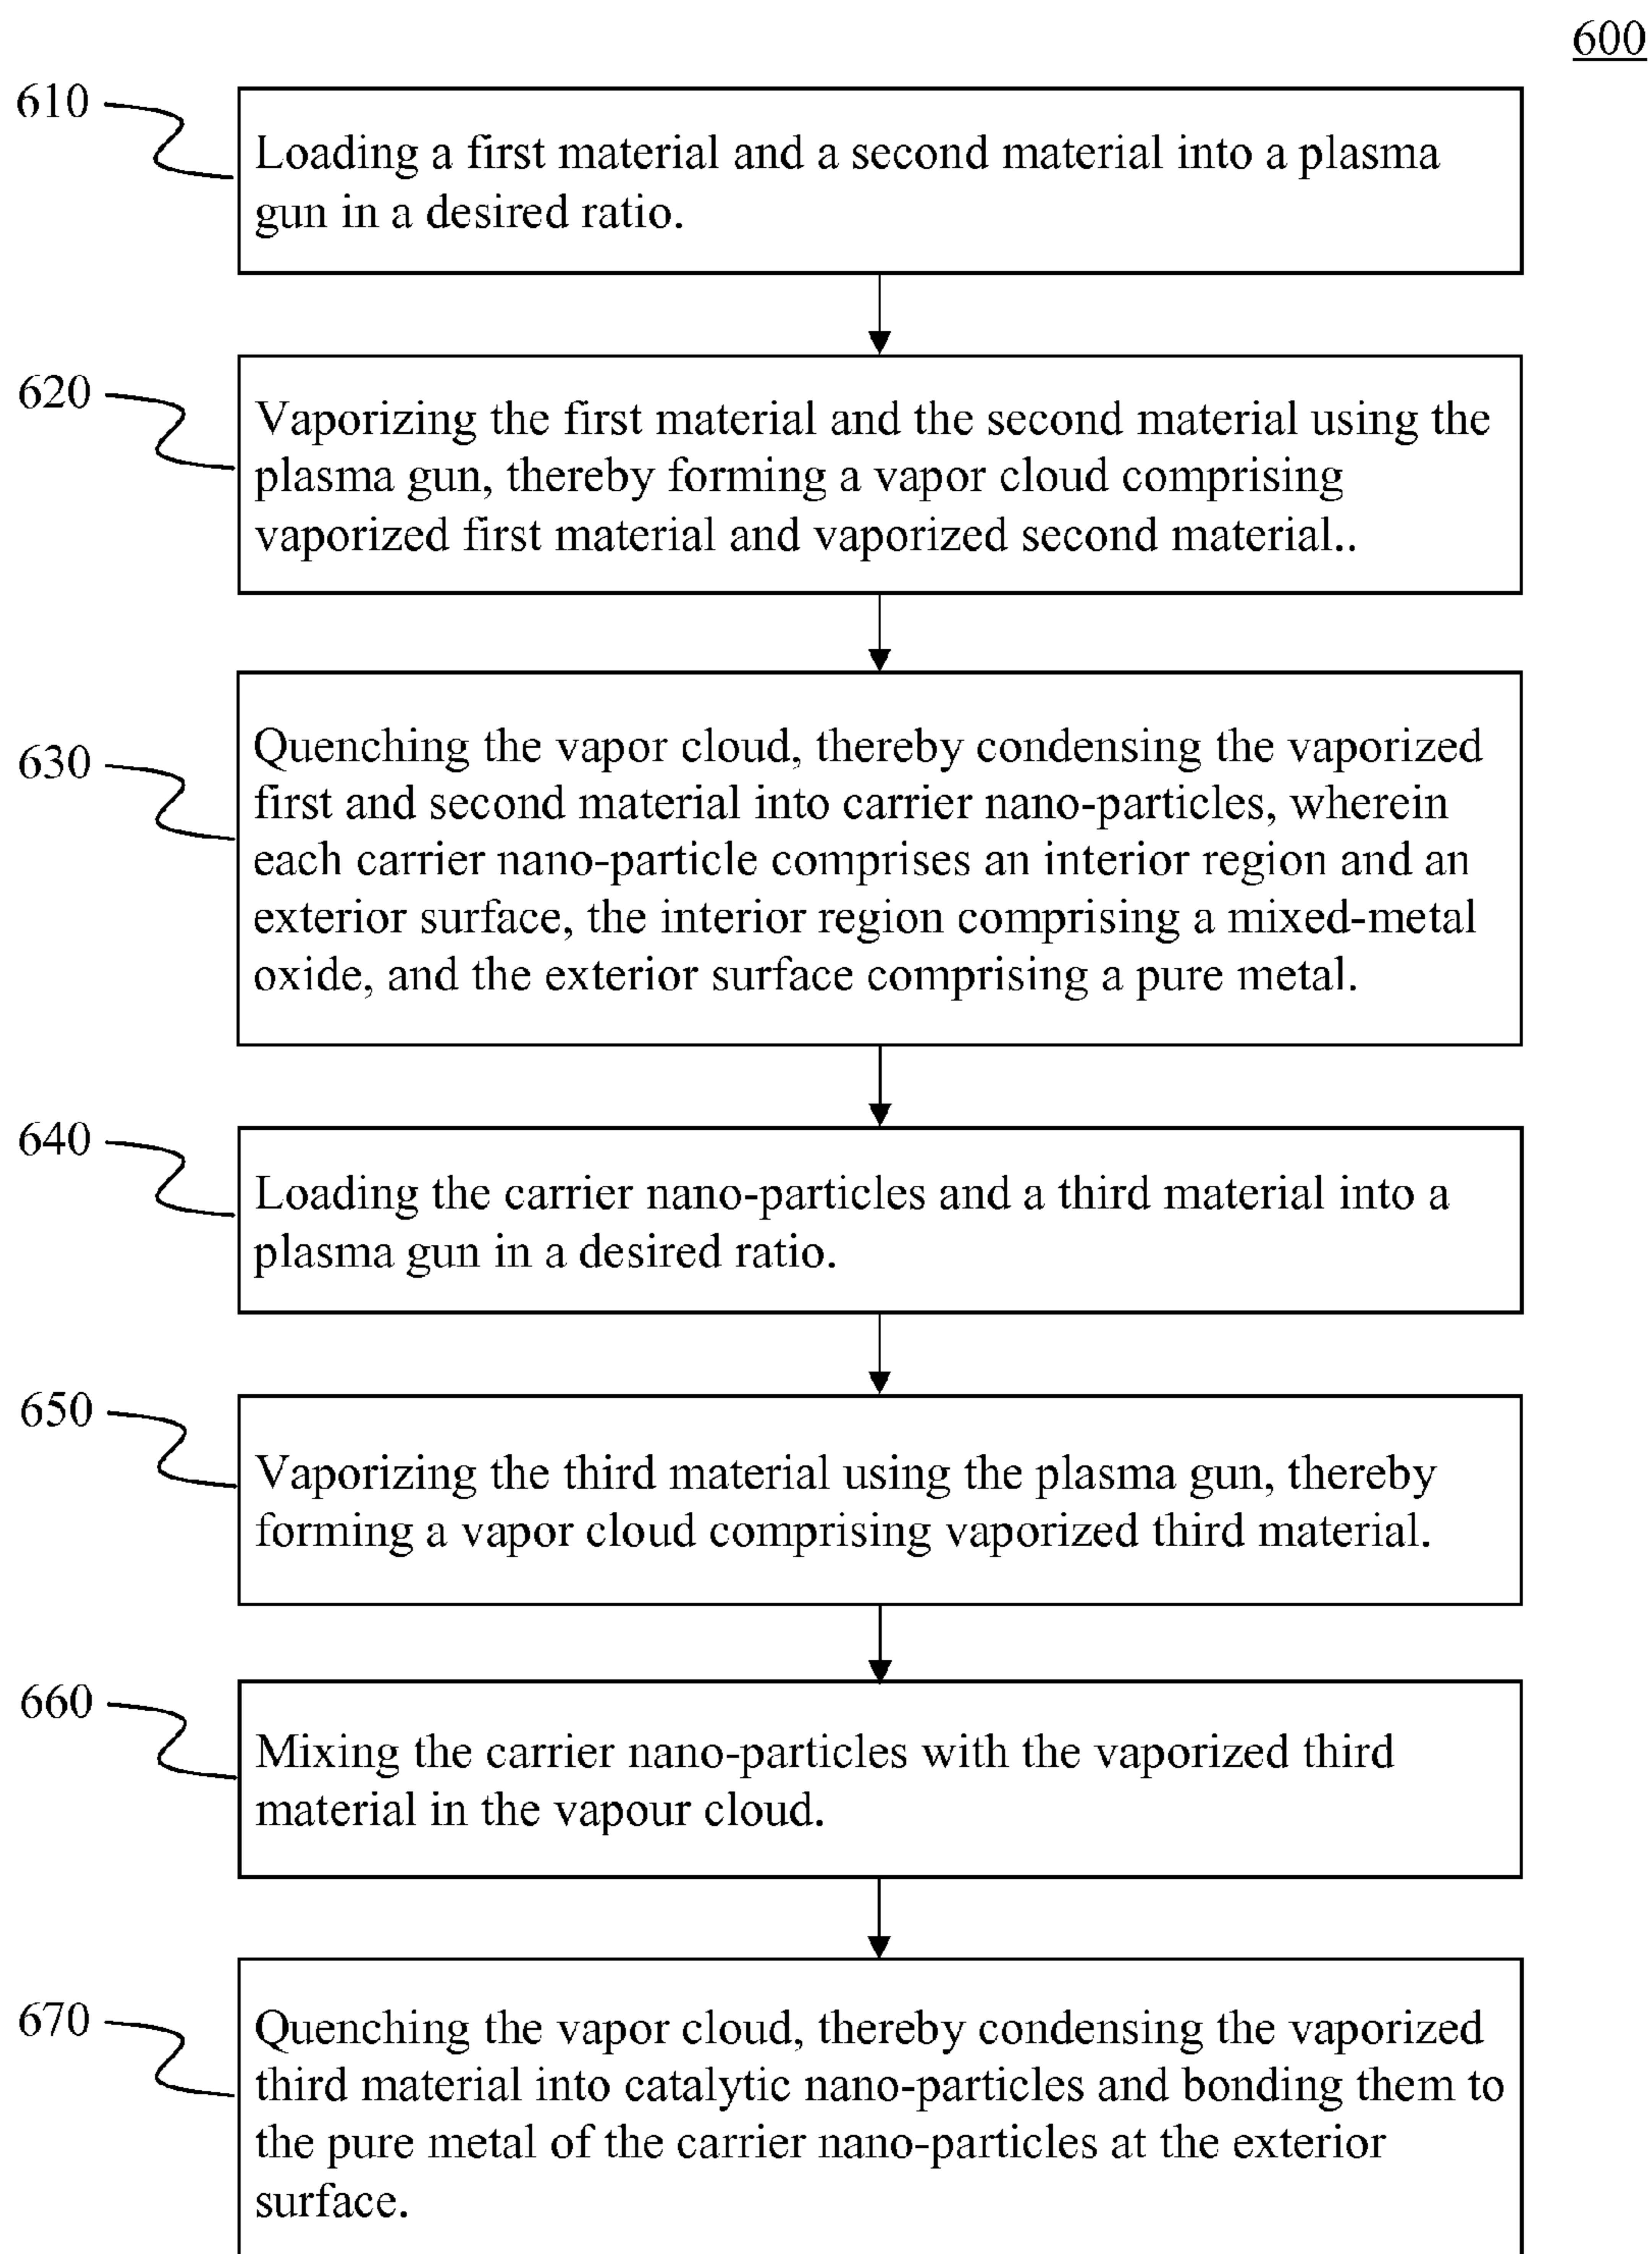 600
610
Loading a first material and a second material into a plasma
gun in a desired ratio.
620
Vaporizing the first material and the second material using the
plasma gun, thereby forming a vapor cloud comprising
vaporized first material and vaporized second material..
630
Quenching the vapor cloud, thereby condensing the vaporized
first and second material into carrier nano-particles, wherein
each carrier nano-particle comprises an interior region and an
exterior surface, the interior region comprising a mixed-metal
oxide, and the exterior surface comprising a pure metal.
640
Loading the carrier nano-particles and a third material into a
plasma gun in a desired ratio.
650
Vaporizing the third material using the plasma gun, thereby
forming a vapor cloud comprising vaporized third material.
660
Mixing the carrier nano-particles with the vaporized third
material in the vapour cloud.
670
Quenching the vapor cloud, thereby condensing the vaporized
third material into catalytic nano-particles and bonding them to
the pure metal of the carrier nano-particles at the exterior
surface.